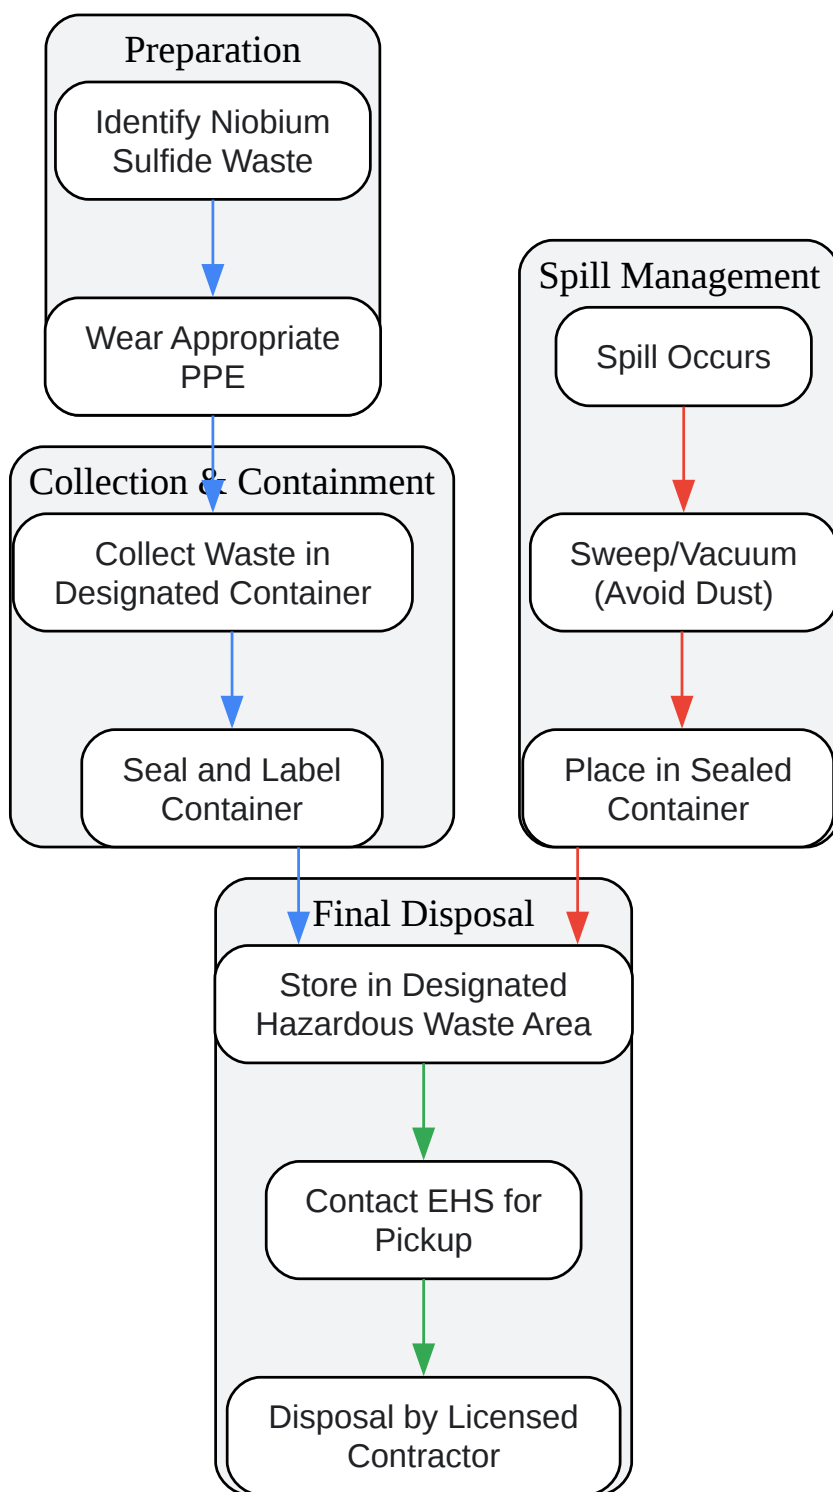 Preparation
Identify Niobium
Sulfide Waste
Wear Appropriate
PPE
Collection & Containment
Collect Waste in
Designated Container
Seal and Label
Container
Spill Management
Spill Occurs
Sweep/Vacuum
(Avoid Dust)
Place in Sealed
Container
Final Disposal
Store in Designated
Hazardous Waste Area
Contact EHS for
Pickup
Disposal by Licensed
Contractor